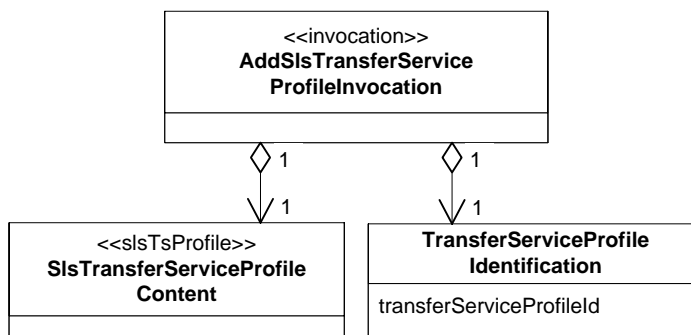 <<invocation>>
AddSlsTransferService
ProfileInvocation
1
1
1
1
<<slsTsProfile>>
SlsTransferServiceProfile
Content
TransferServiceProfile
Identification
transferServiceProfileId